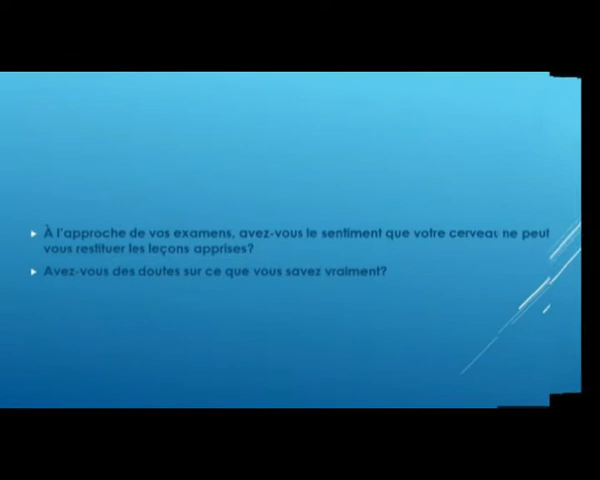 À l'approche de vos examens, avez-vous le sentiment que votre cerveau ne peut
vous restituer les leçons apprises?
Avez-vous des doutes sur ce que vous savez vraiment?